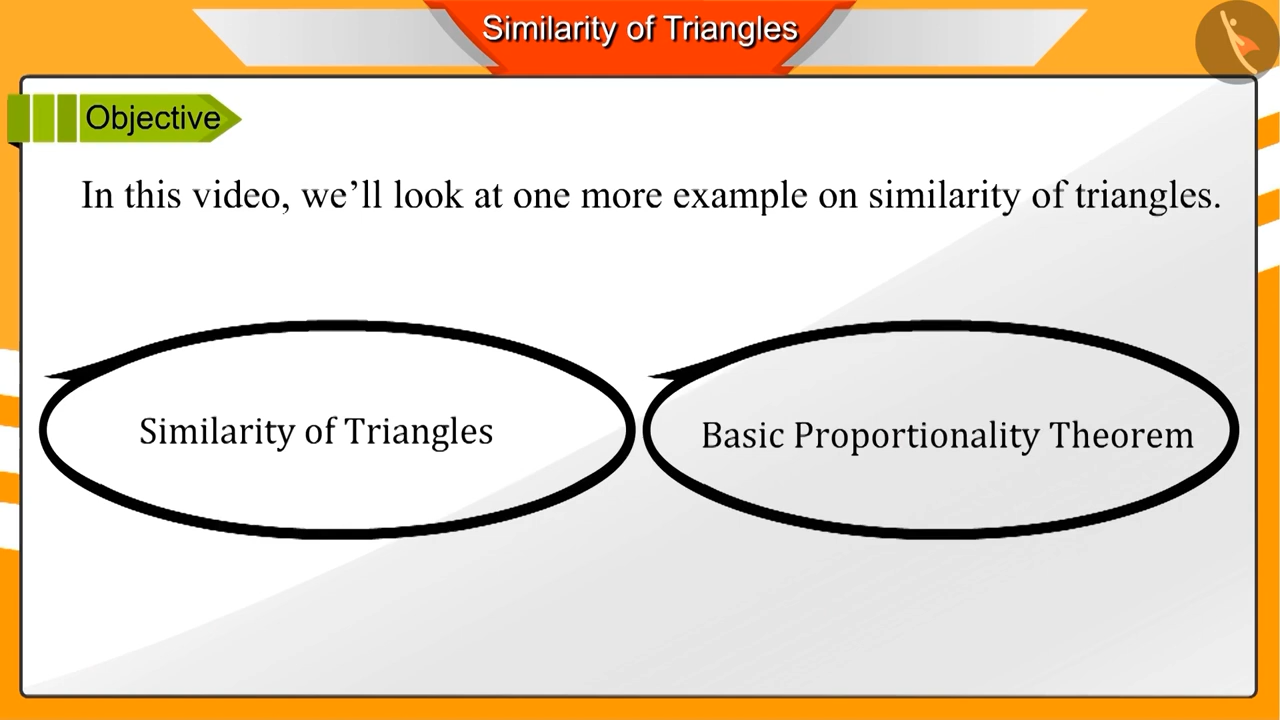 Similarity of Triangles
Objective
In this video, we’ll look at one more example on similarity of triangles.
Similarity of Triangles
Basic Proportionality Theorem